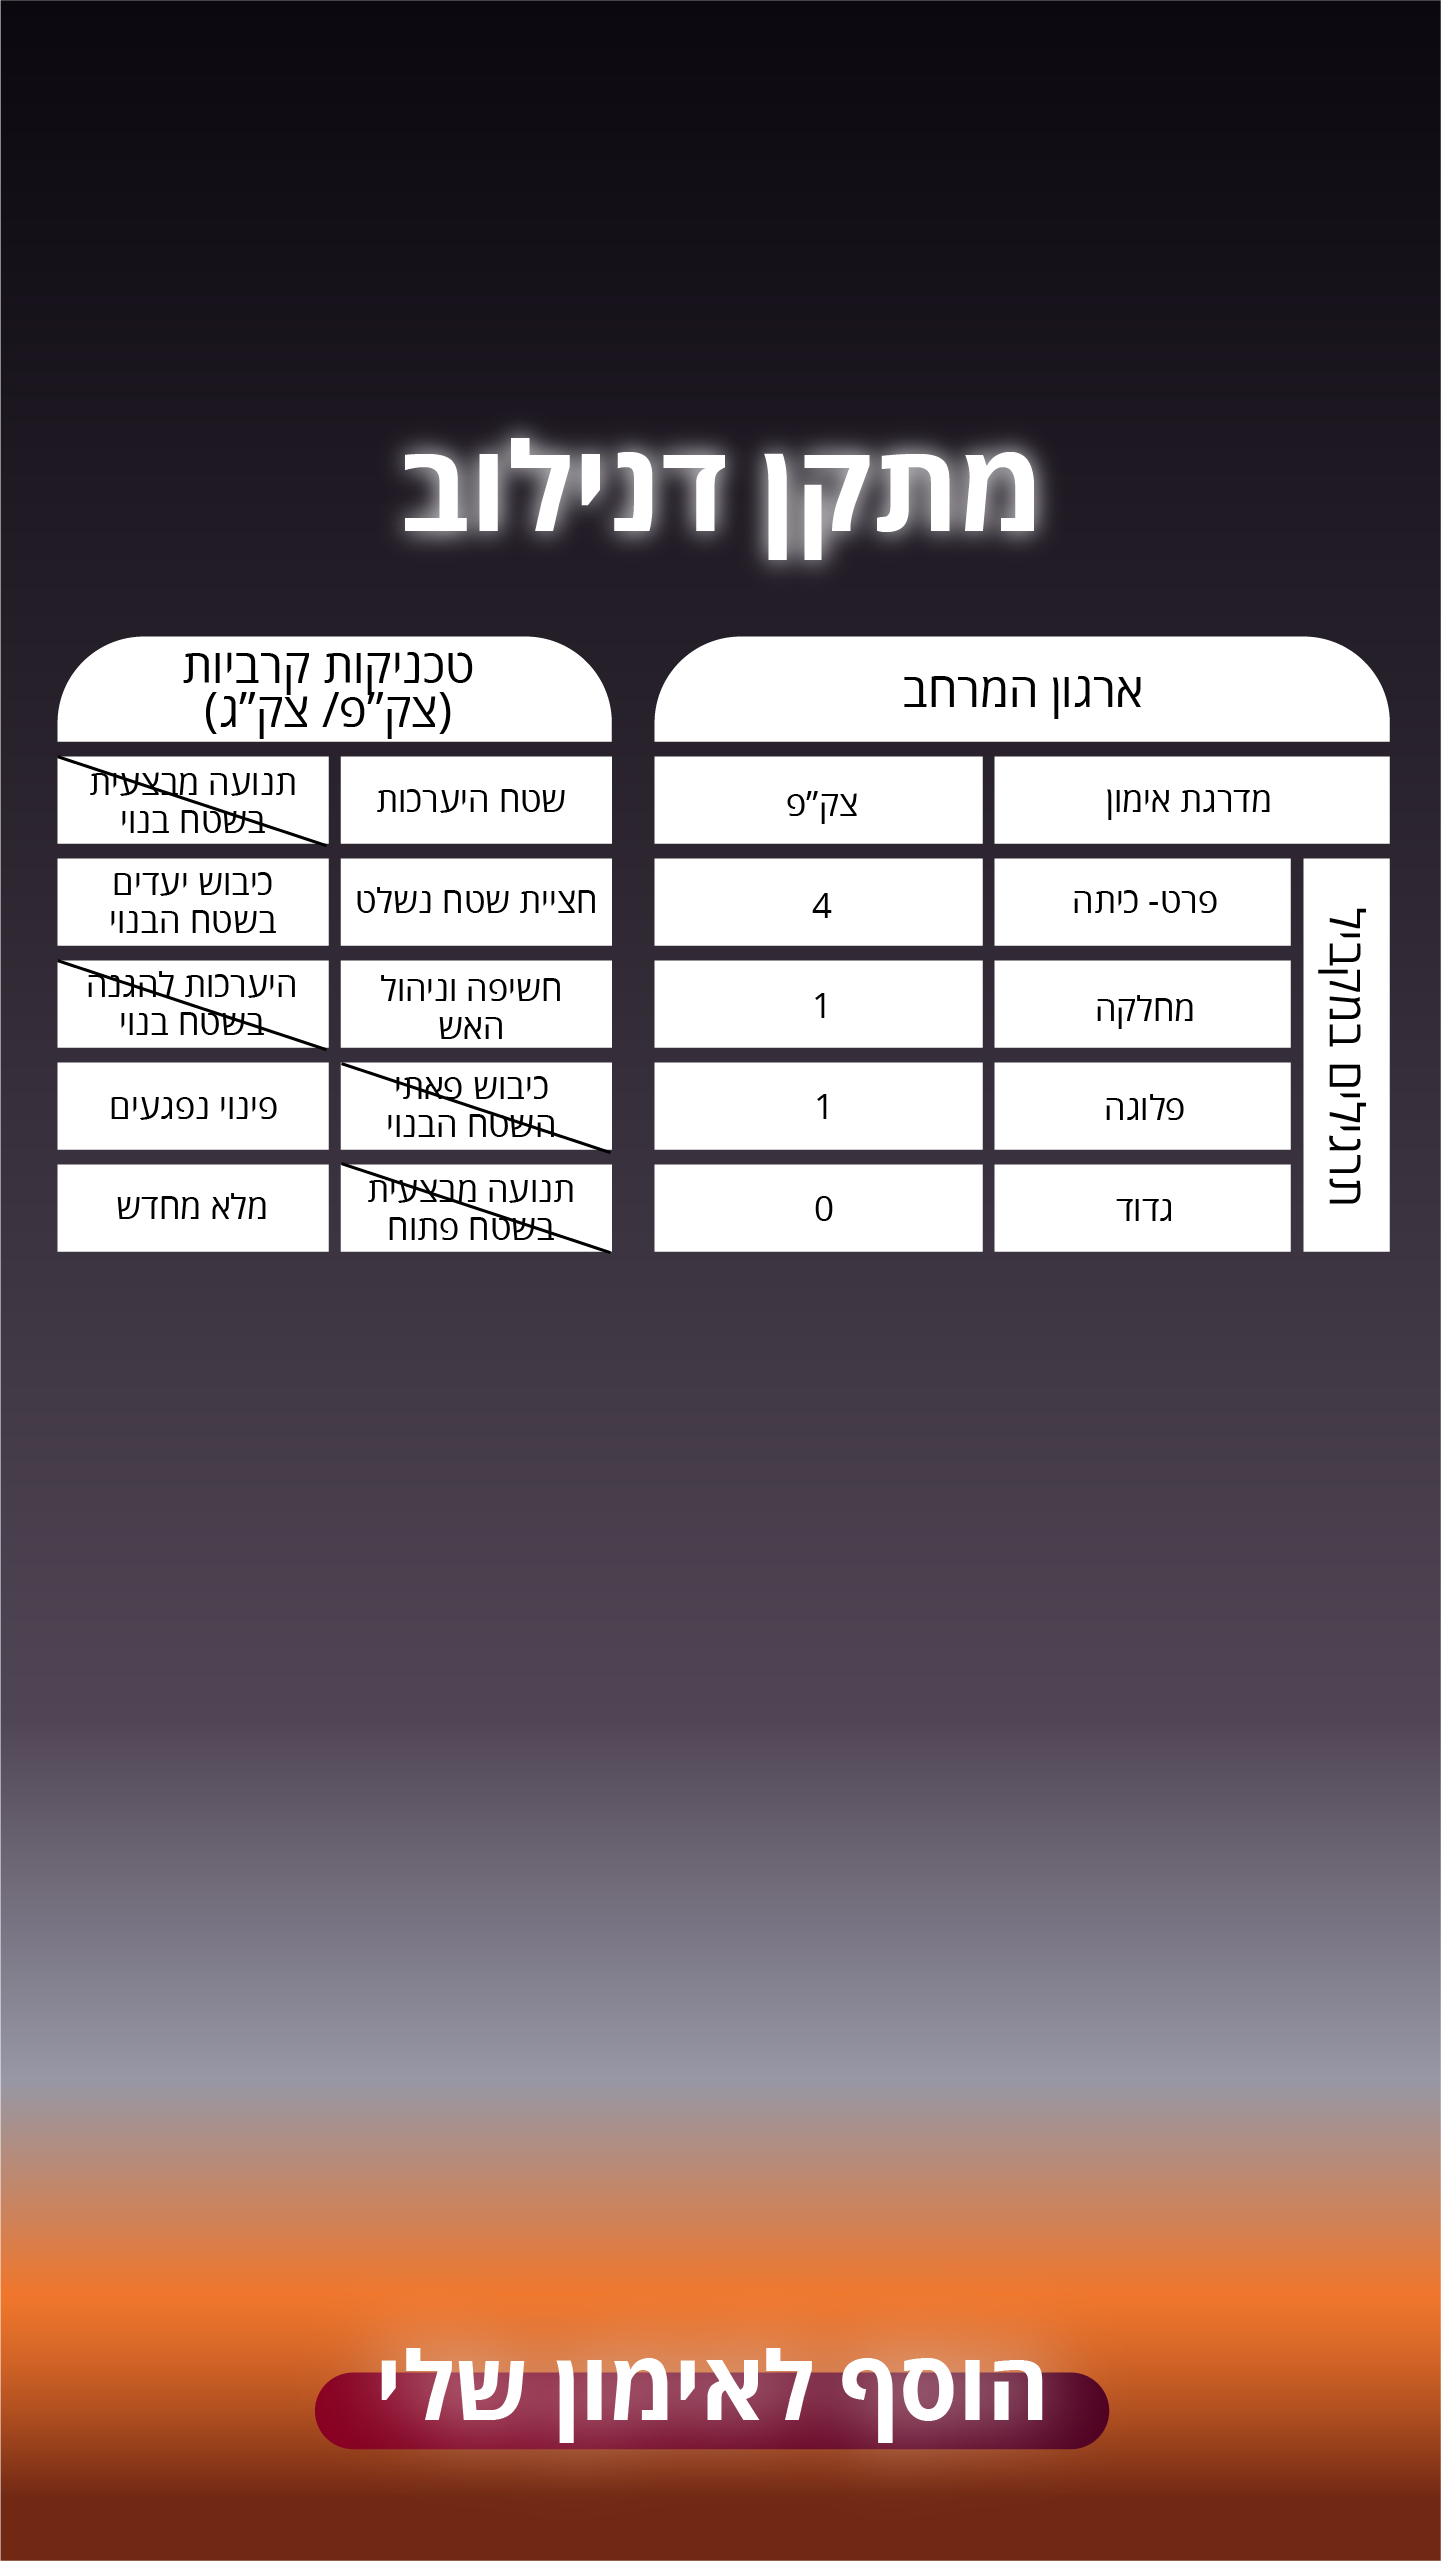 מתקן דנילוב
ארגון המרחב
מדרגת אימון
צק״פ
תרגילים במקביל
פרט- כיתה
4
מחלקה
1
פלוגה
1
גדוד
0
טכניקות קרביות
(צק״פ/ צק״ג)
שטח היערכות
תנועה מבצעית
בשטח בנוי
חציית שטח נשלט
כיבוש יעדים
בשטח הבנוי
חשיפה וניהול
האש
היערכות להגנה
בשטח בנוי
כיבוש פאתי
השטח הבנוי
פינוי נפגעים
תנועה מבצעית
בשטח פתוח
מלא מחדש
הוסף לאימון שלי